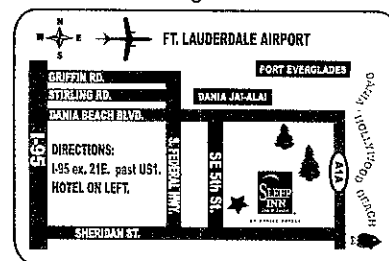 N
W E
S
FT. LAUDERDALE AIRPORT
PORT EVERGLADES
GRIFFIN RD.
STIRLING RD.
DANIA JAI-ALAI
DANIA BEACH BLVD.
I-95
DIRECTIONS:
I-95 ex. 21E. past US1.
HOTEL ON LEFT.
S. FEDERAL HWY.
SE 5th St.
SLEEP
INN
A1A
DANIA / HOLLYWOOD BEACH
SHERIDAN ST.